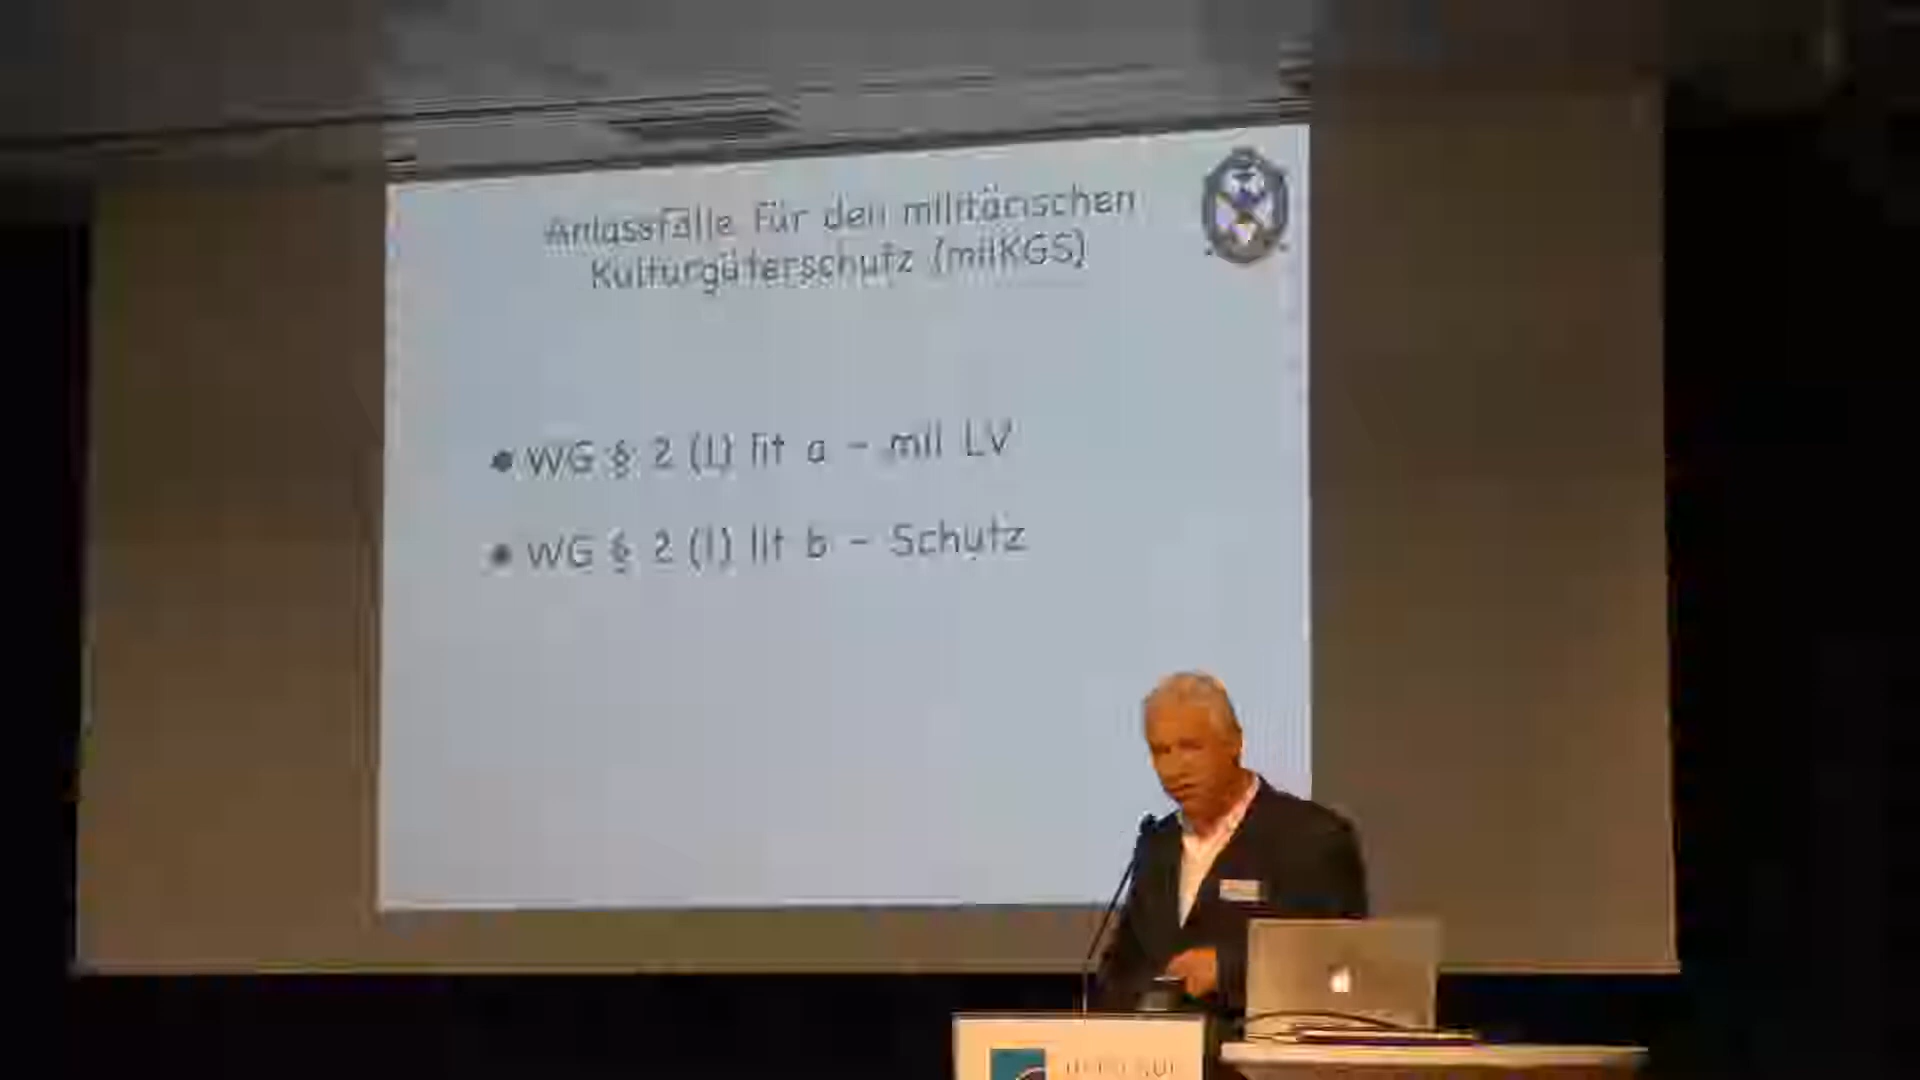 Anlassfälle für den militärischen
Kulturgüterschutz (milKGS)
• WG § 2 (1) lit a - mil LV
• WG § 2 (1) lit b - Schutz